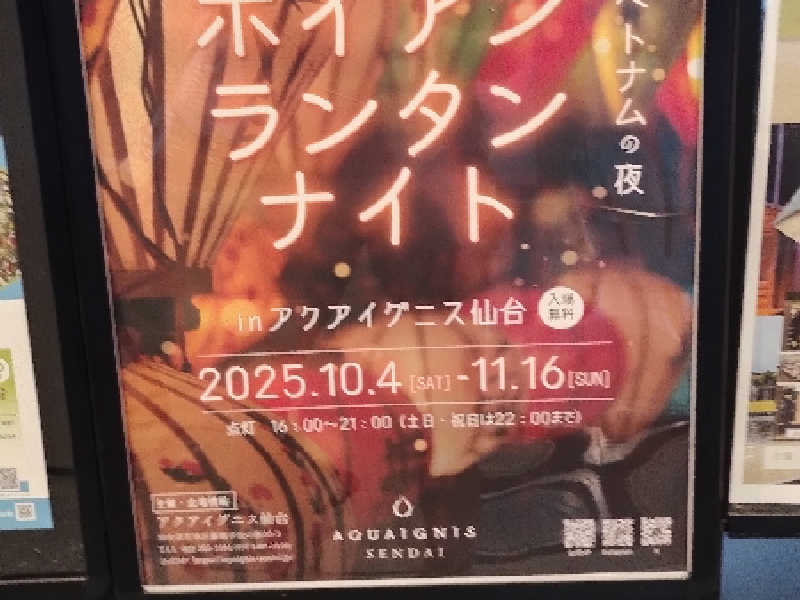 ホイアン
ランタン
ナイト
ベトナムの夜
in アクアイグニス仙台
入場
無料
2025.10.4 [SAT] - 11.16 [SUN]
点灯 16:00〜21:00(土日・祝日は22:00まで)
アクアイグニス仙台
AQUAIGNIS
SENDAI